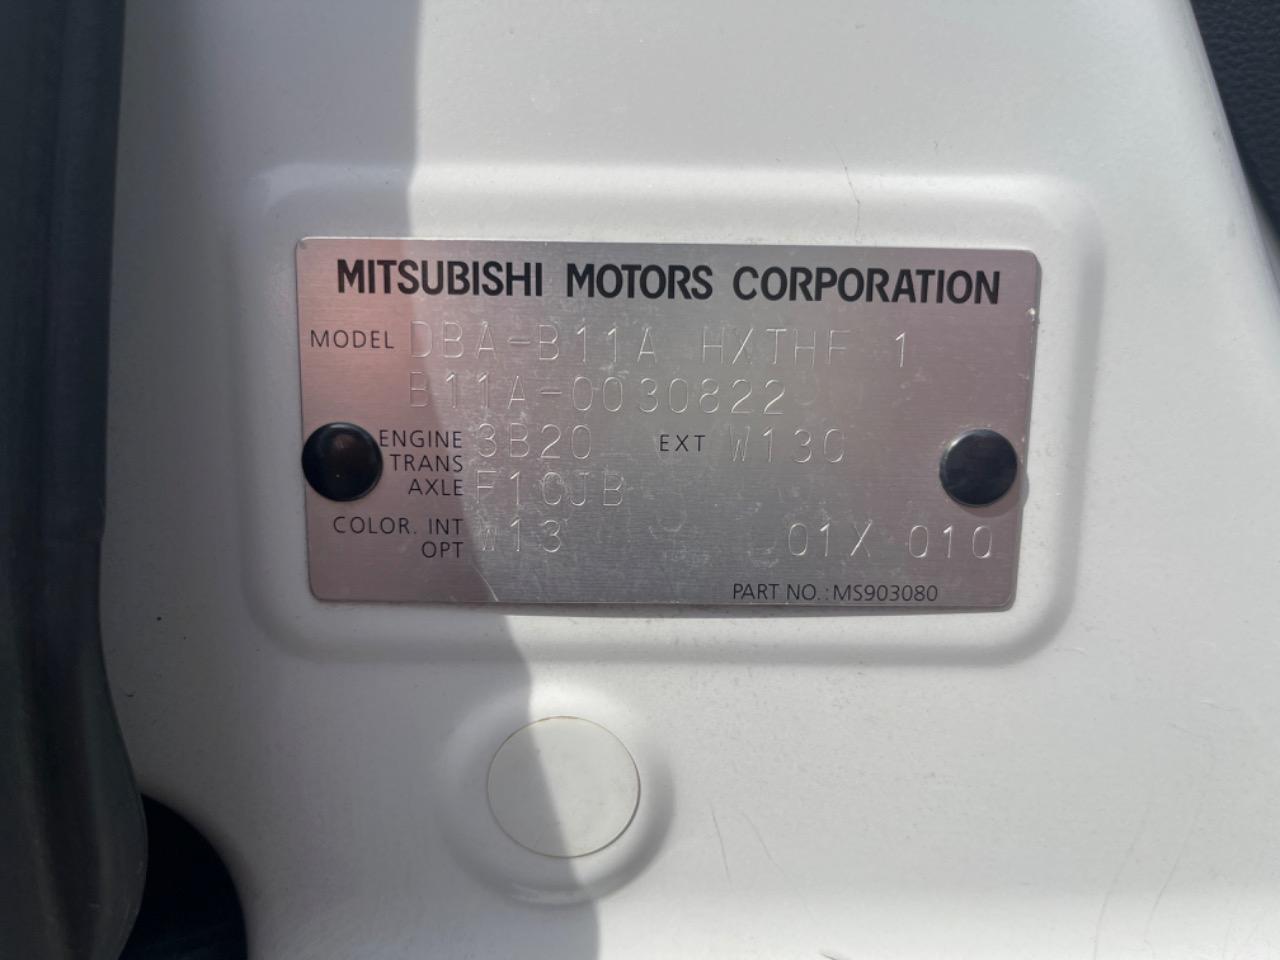 MITSUBISHI MOTORS CORPORATION
MODEL DBA-B11A HXTHF 1
B11A-0030822
ENGINE 3B20 EXT W13C
TRANS
AXLE F1CJB
COLOR. INT
OPT W13 01X 010
PART NO.: MS903080